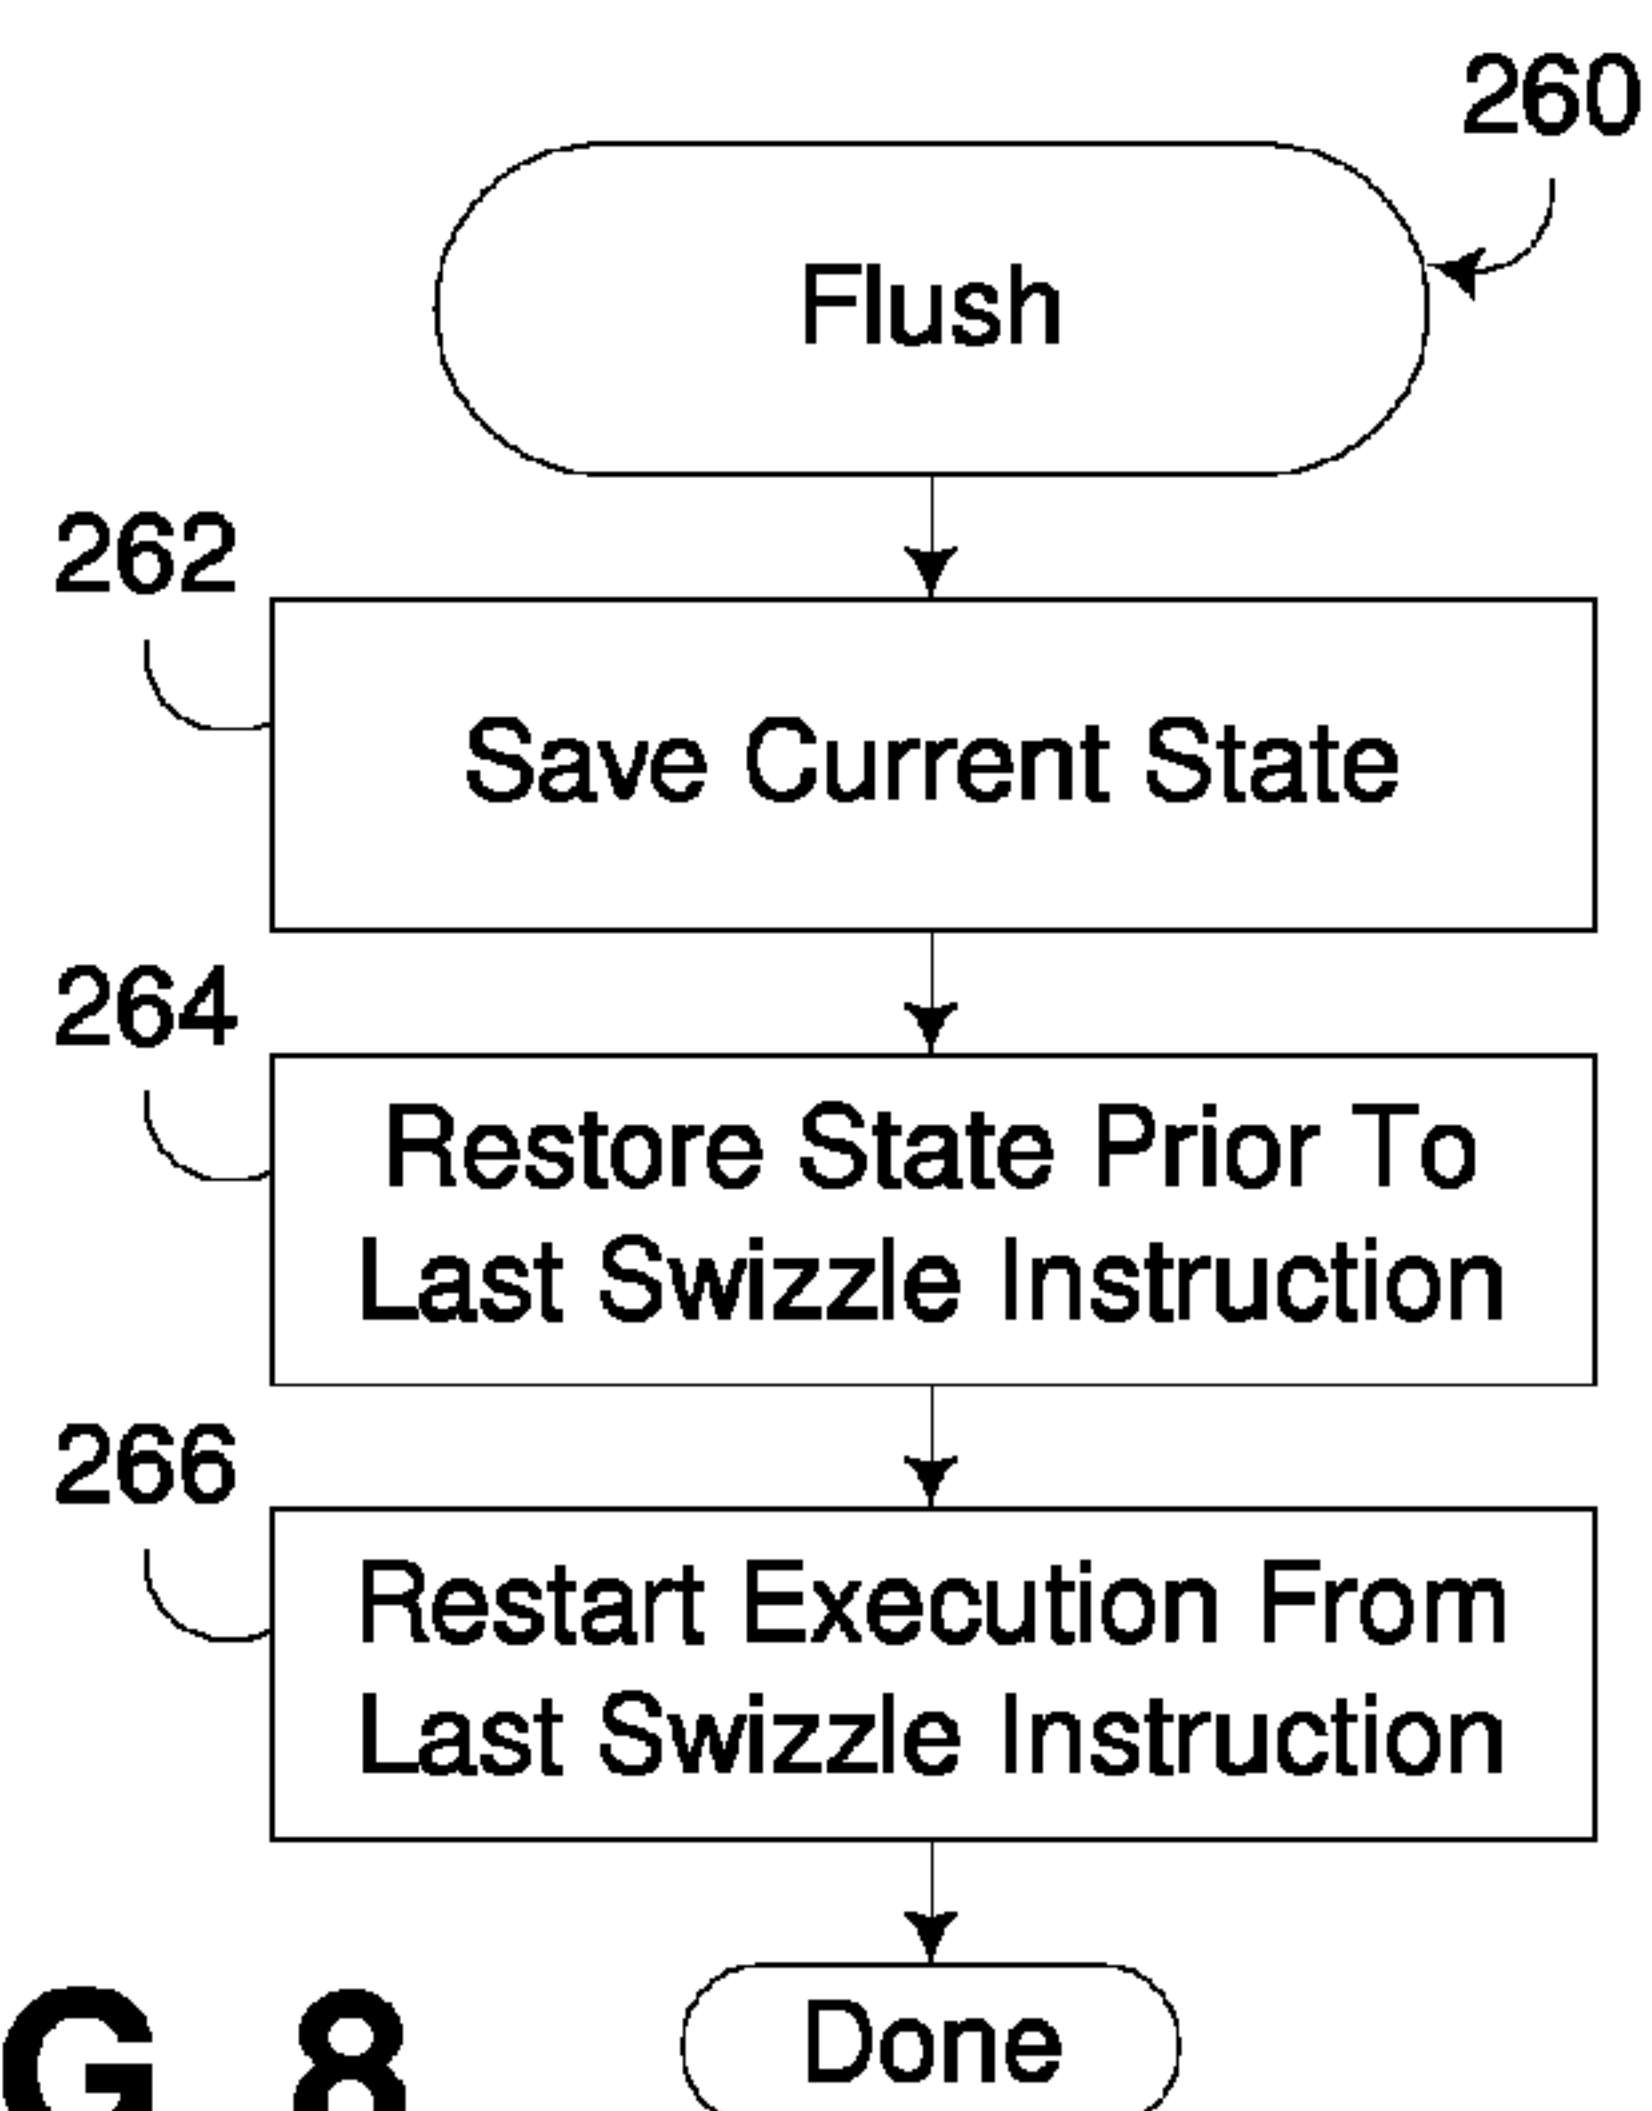 260
Flush
262
Save Current State
264
Restore State Prior To
Last Swizzle Instruction
266
Restart Execution From
Last Swizzle Instruction
Done
G 8